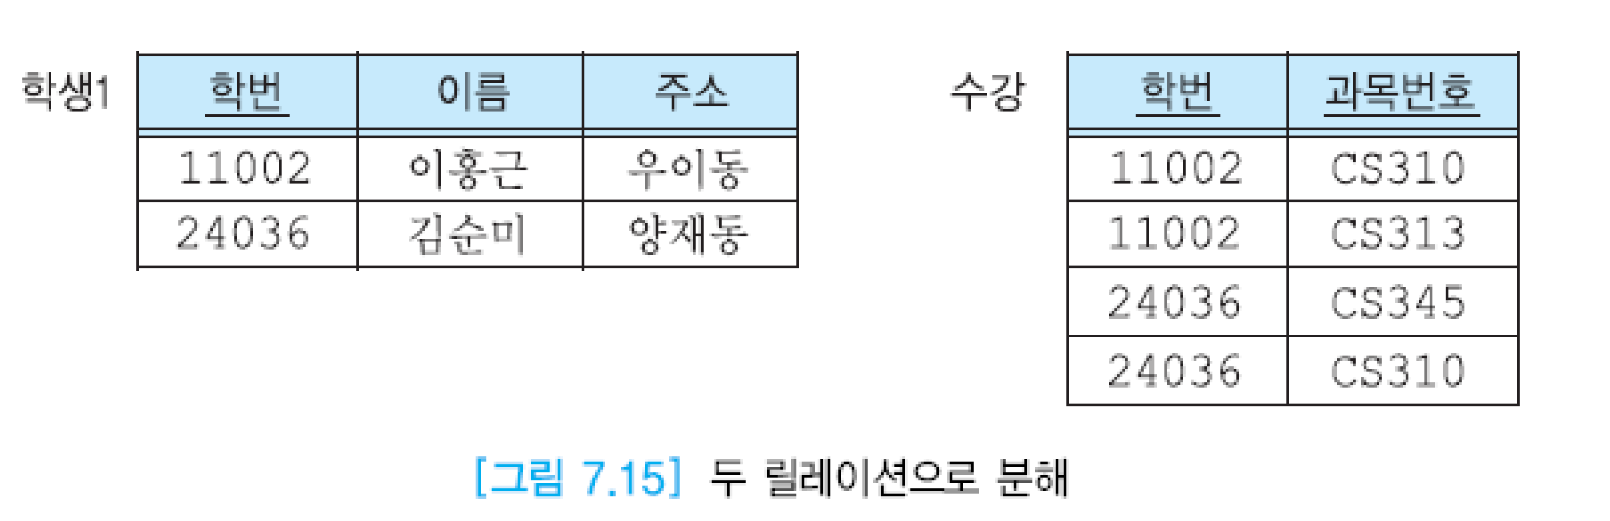 학생1 학번 이름 주소
11002 이홍근 우이동
24036 김순미 양재동
수강 학번 과목번호
11002 CS310
11002 CS313
24036 CS345
24036 CS310
[그림 7.15] 두 릴레이션으로 분해